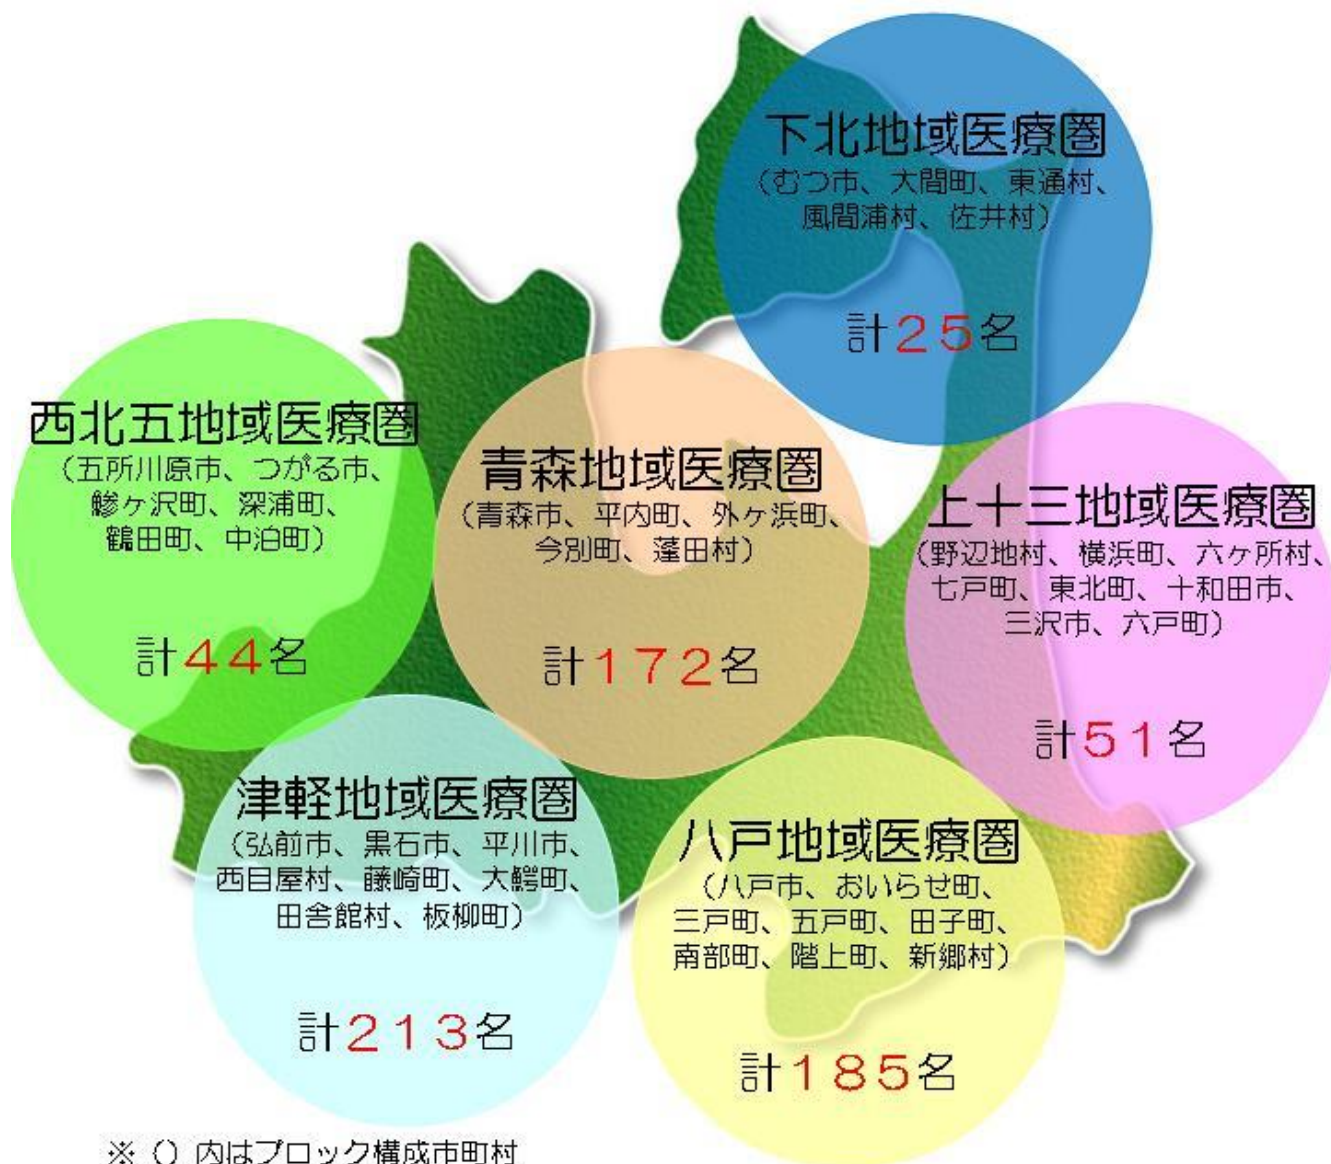 下北地域医療圏
(むつ市、大間町、東通村、
風間浦村、佐井村)
計25名
西北五地域医療圏
(五所川原市、つがる市、
鰺ヶ沢町、深浦町、
鶴田町、中泊町)
計44名
青森地域医療圏
(青森市、平内町、外ヶ浜町、
今別町、蓬田村)
計172名
上十三地域医療圏
(野辺地村、横浜町、六ヶ所村、
七戸町、東北町、十和田市、
三沢市、六戸町)
計51名
津軽地域医療圏
(弘前市、黒石市、平川市、
西目屋村、藤崎町、大鰐町、
田舎館村、板柳町)
計213名
八戸地域医療圏
(八戸市、おいらせ町、
三戸町、五戸町、田子町、
南部町、階上町、新郷村)
計185名
※()内はブロック構成市町村